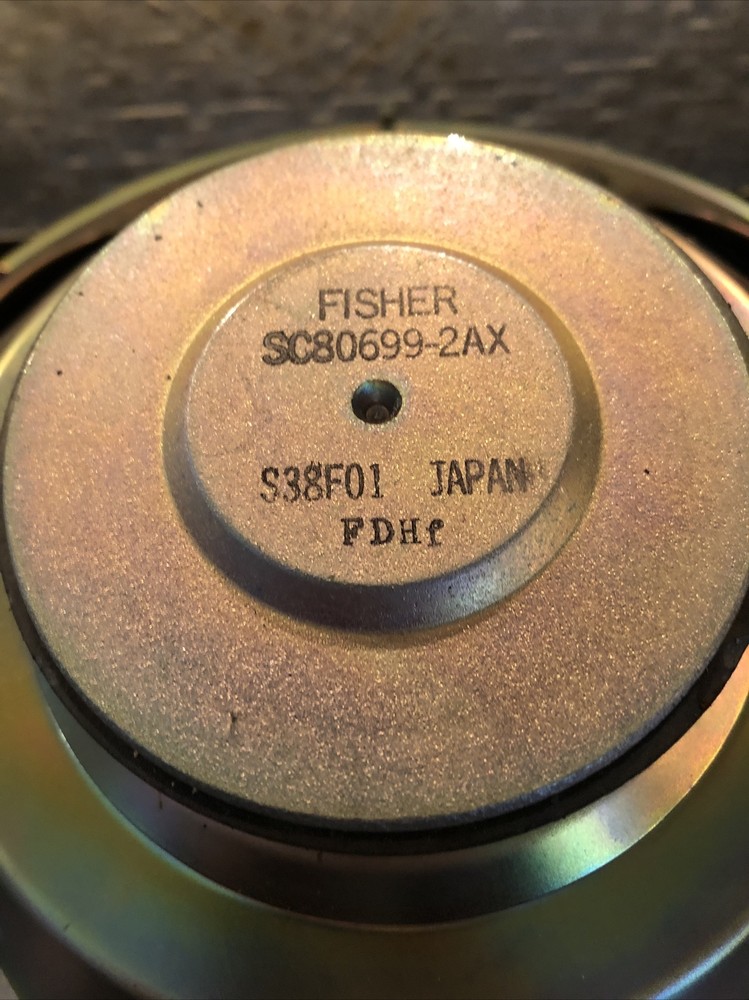 FISHER
SC80699-2AX
S38F01 JAPAN
FDHf